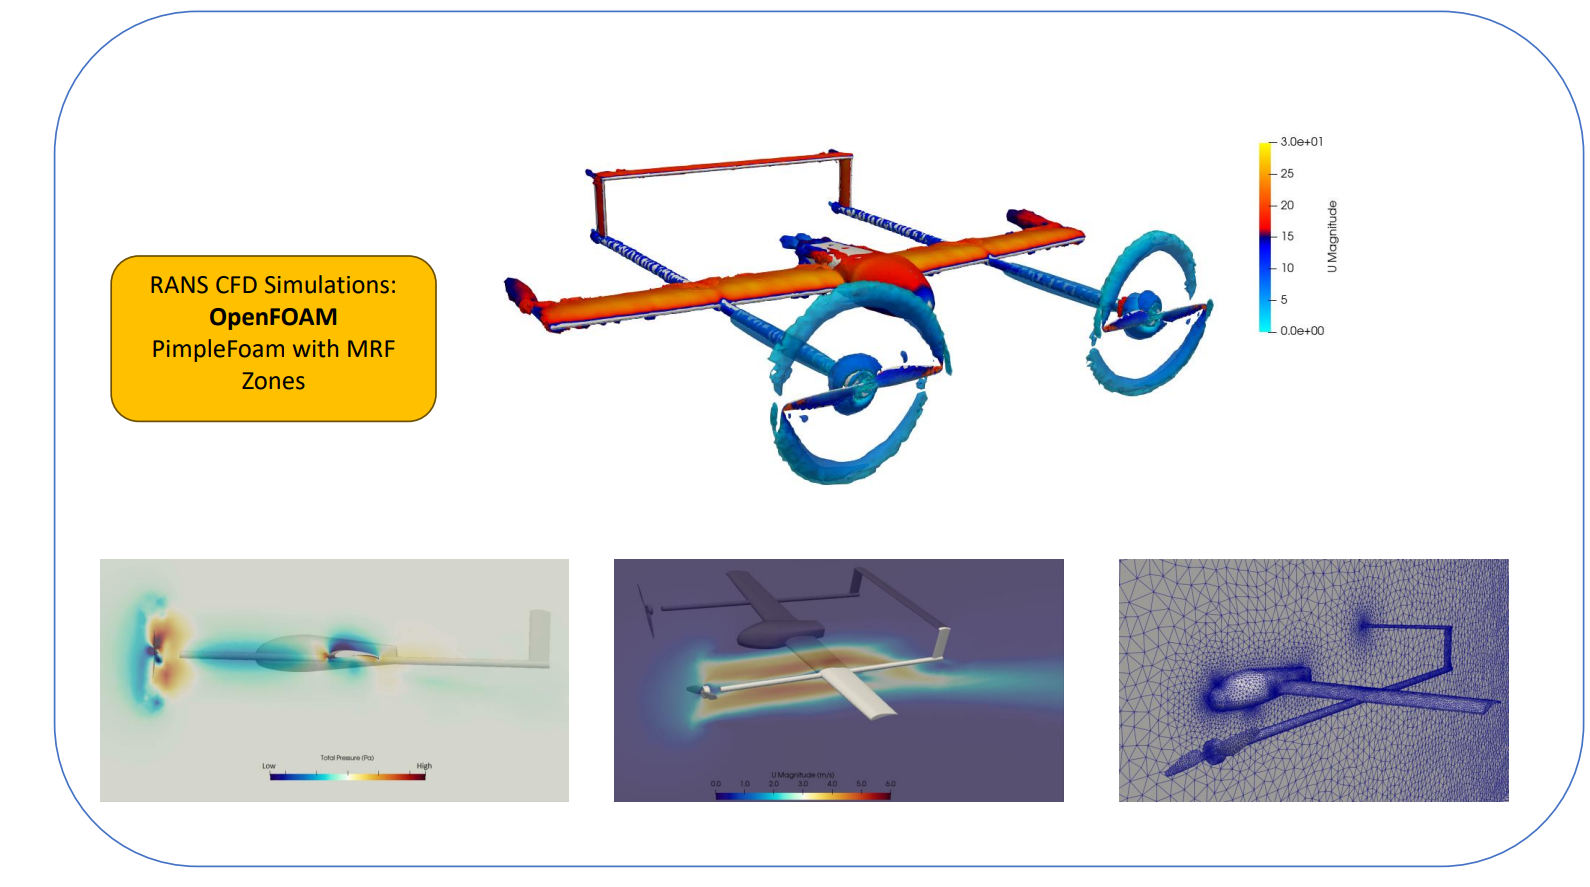 RANS CFD Simulations:
OpenFOAM
PimpleFoam with MRF
Zones
3.0e+01
25
20
15
10
5
0.0e+00
U Magnitude
Total Pressure (Pa)
Low
High
U Magnitude (m/s)
0.0 1.0 2.0 3.0 4.0 5.0 6.0